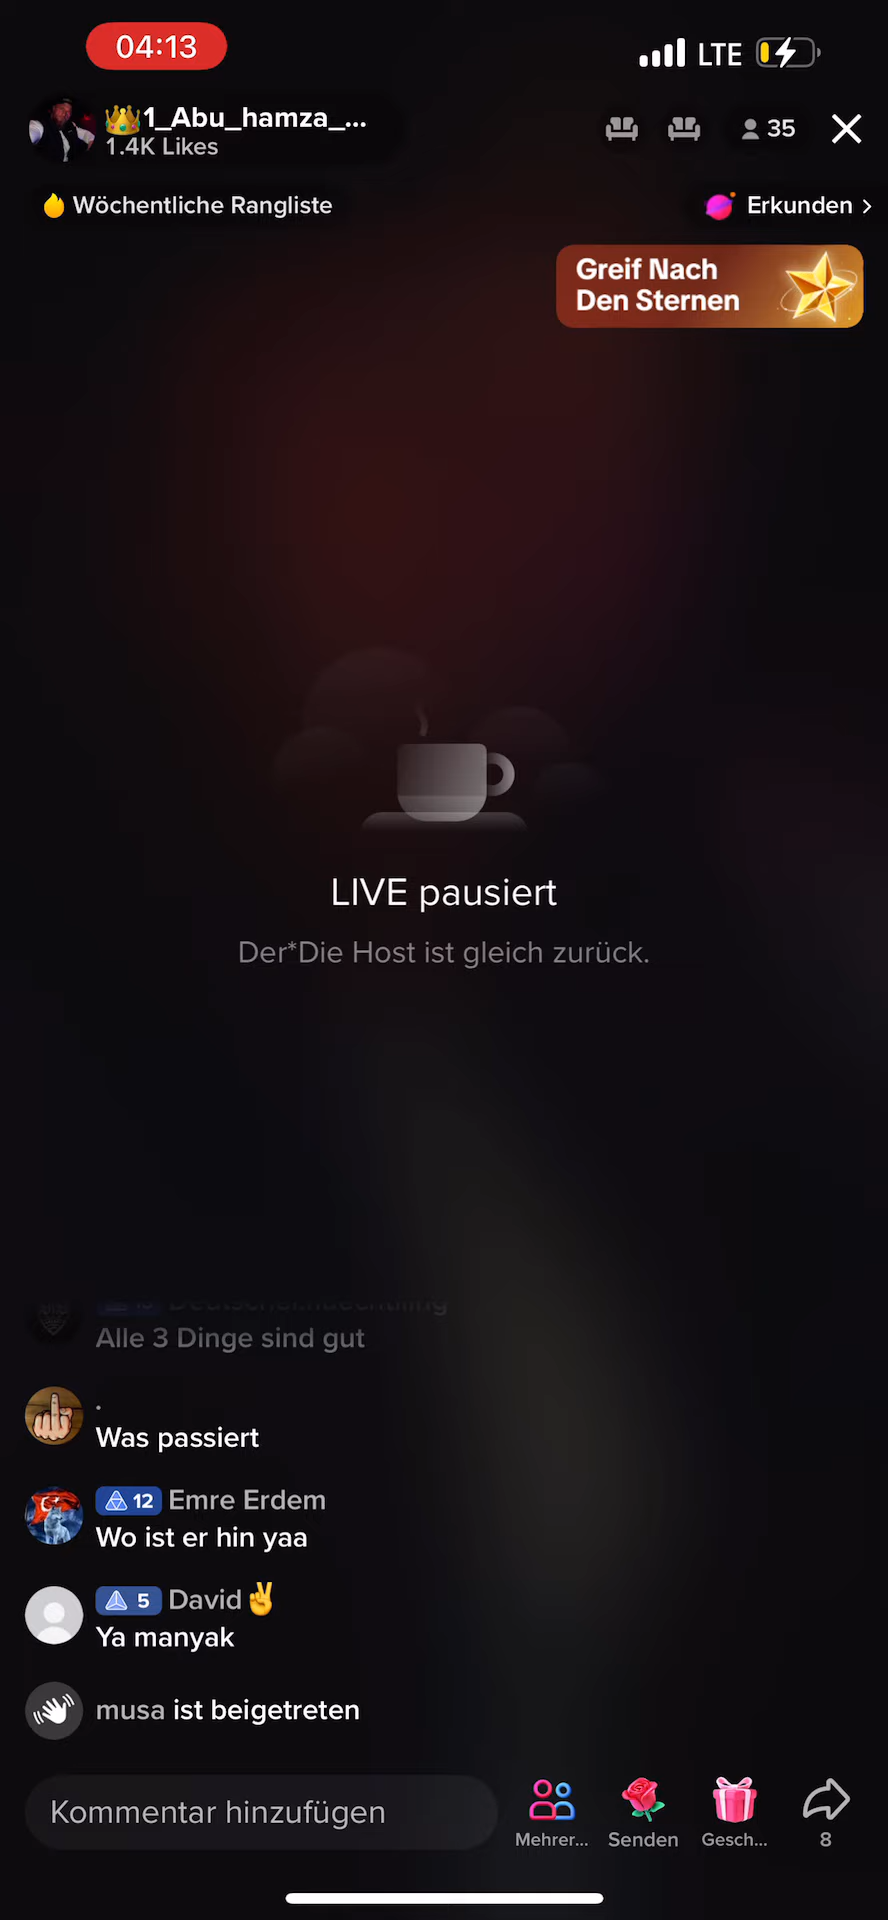 04:13
LTE
👑1_Abu_hamza_...
1.4K Likes
35
Wöchentliche Rangliste
Erkunden >
Greif Nach
Den Sternen
LIVE pausiert
Der*Die Host ist gleich zurück.
Alle 3 Dinge sind gut
.
Was passiert
12 Emre Erdem
Wo ist er hin yaa
5 David✌️
Ya manyak
musa ist beigetreten
Kommentar hinzufügen
Mehrer...
Senden
Gesch...
8